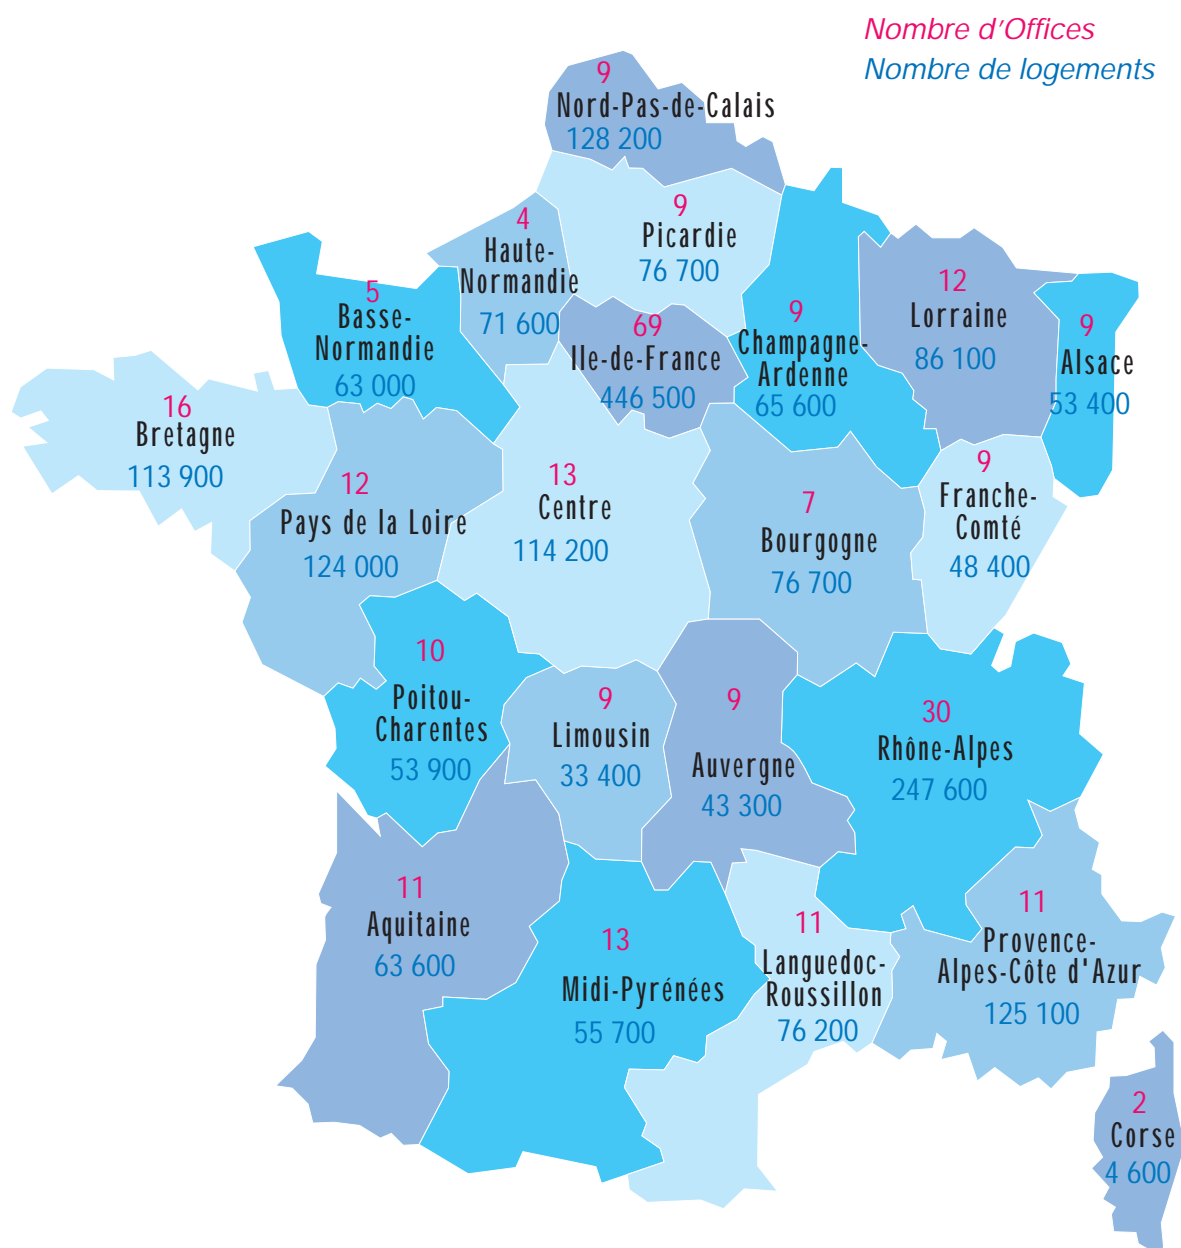 Nombre d'Offices
Nombre de logements
9
Nord-Pas-de-Calais
128 200
9
Picardie
76 700
4
Haute-
Normandie
71 600
5
Basse-
Normandie
63 000
69
Ile-de-France
446 500
9
Champagne-
Ardenne
65 600
12
Lorraine
86 100
9
Alsace
53 400
16
Bretagne
113 900
12
Pays de la Loire
124 000
13
Centre
114 200
7
Bourgogne
76 700
9
Franche-
Comté
48 400
10
Poitou-
Charentes
53 900
9
Limousin
33 400
9
Auvergne
43 300
30
Rhône-Alpes
247 600
11
Aquitaine
63 600
13
Midi-Pyrénées
55 700
11
Languedoc-
Roussillon
76 200
11
Provence-
Alpes-Côte d'Azur
125 100
2
Corse
4 600